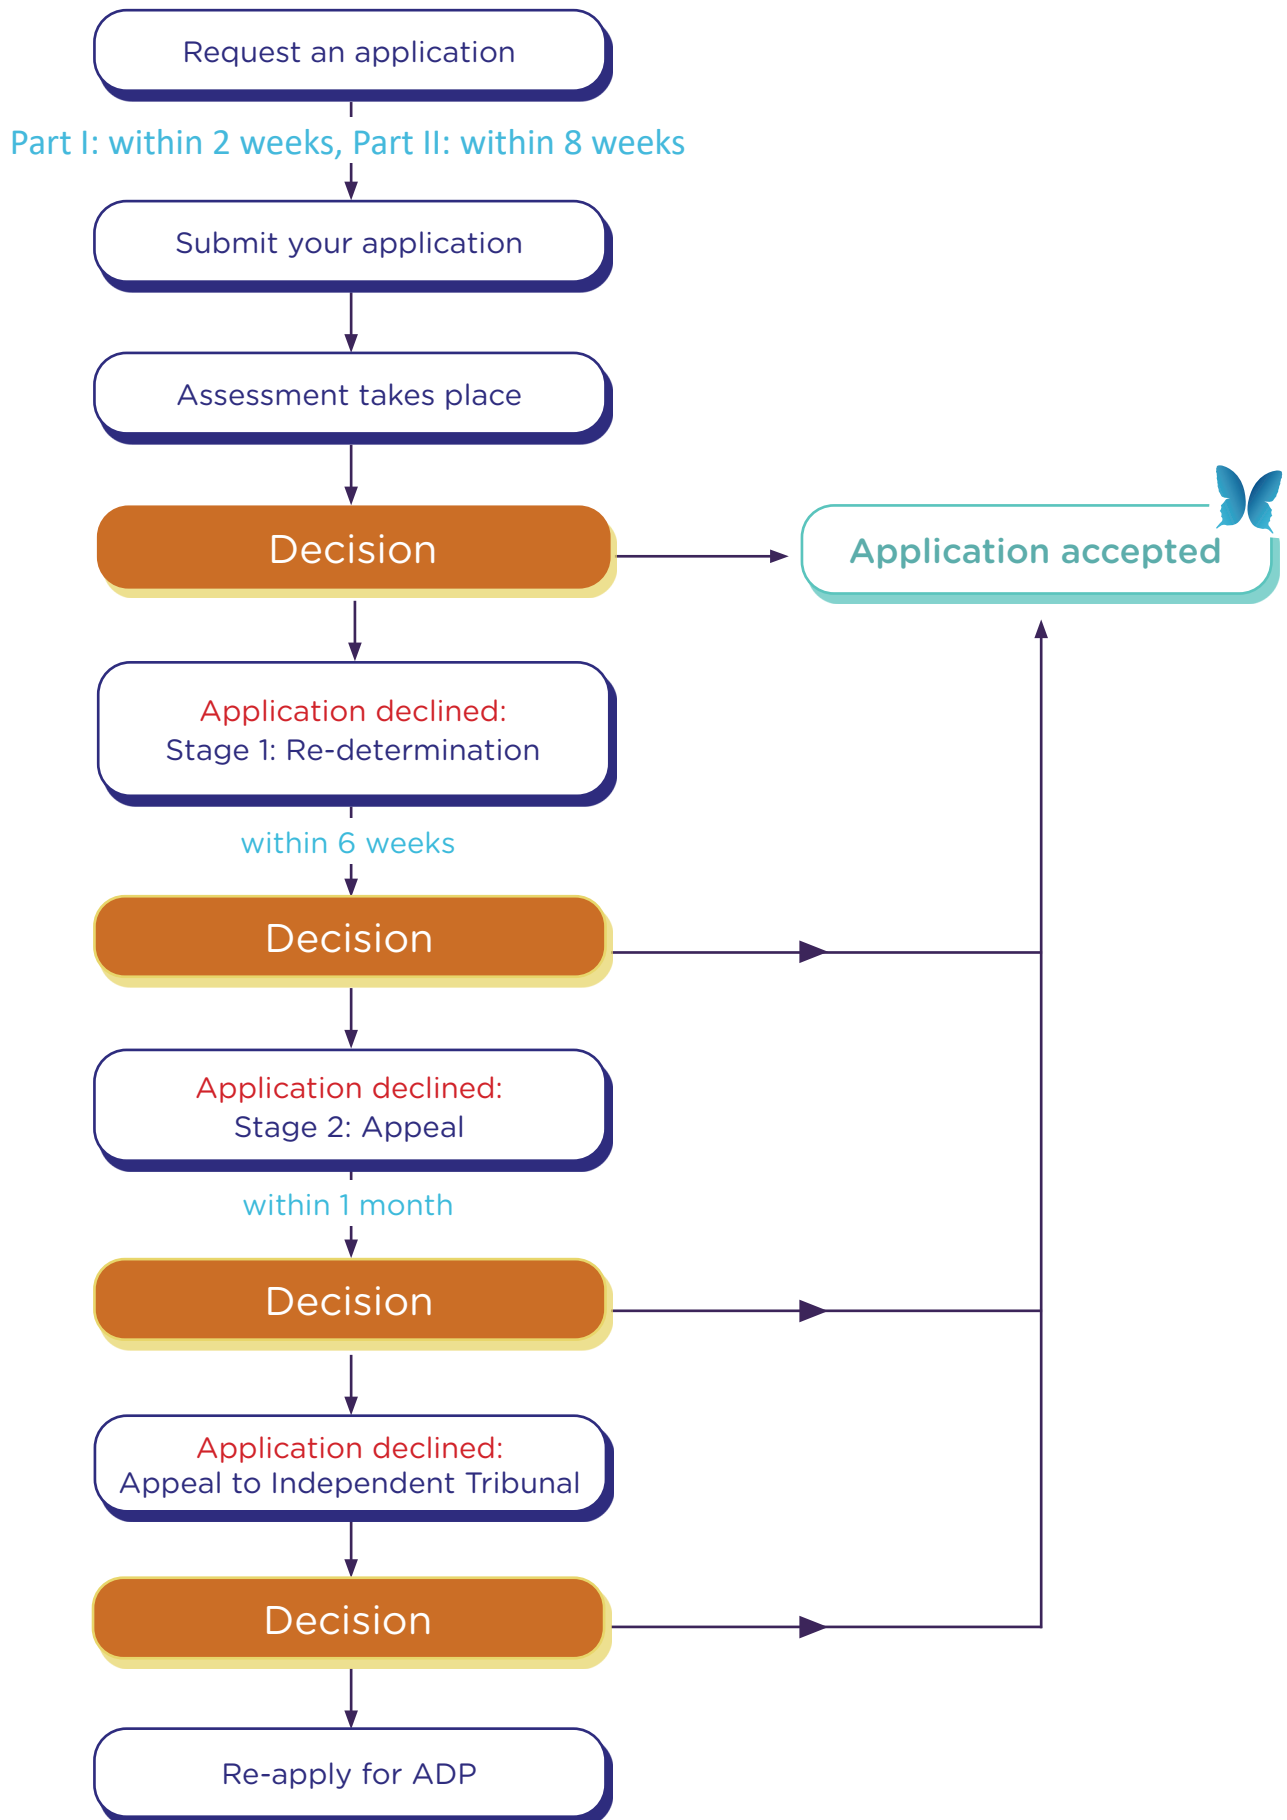 Request an application
Part I: within 2 weeks, Part II: within 8 weeks
Submit your application
Assessment takes place
Decision
Application accepted
Application declined:
Stage 1: Re-determination
within 6 weeks
Decision
Application declined:
Stage 2: Appeal
within 1 month
Decision
Application declined:
Appeal to Independent Tribunal
Decision
Re-apply for ADP